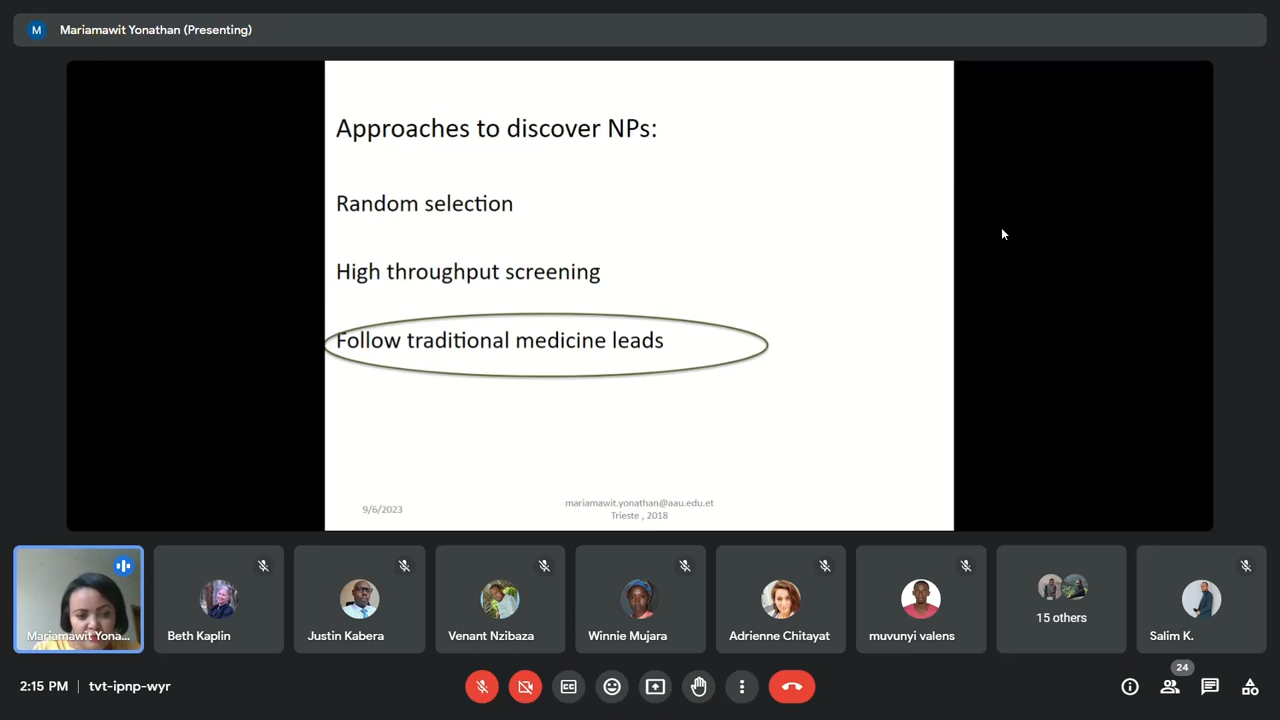 M
Mariamawit Yonathan (Presenting)
Approaches to discover NPs:
Random selection
High throughput screening
Follow traditional medicine leads
9/6/2023
mariamawit.yonathan@aau.edu.et
Trieste , 2018
Mariamawit Yona...
Beth Kaplin
Justin Kabera
Venant Nzibaza
Winnie Mujara
Adrienne Chitayat
muvunyi valens
15 others
Salim K.
2:15 PM | tvt-ipnp-wyr
CC
24